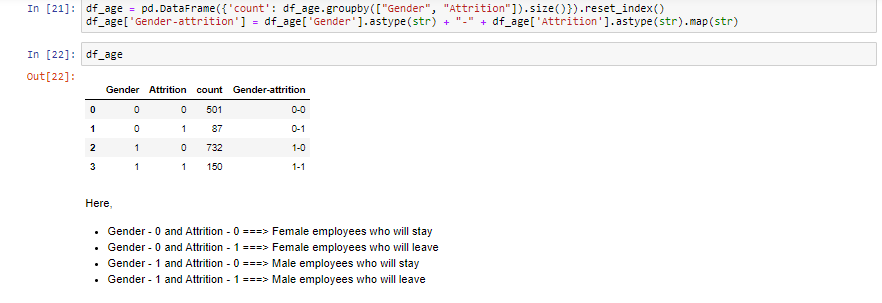 In [21]: df_age = pd.DataFrame({'count': df_age.groupby(["Gender", "Attrition"]).size()}).reset_index()
df_age['Gender-attrition'] = df_age['Gender'].astype(str) + "-" + df_age['Attrition'].astype(str).map(str)
In [22]: df_age
Out[22]:
Gender Attrition count Gender-attrition
0 0 0 501 0-0
1 0 1 87 0-1
2 1 0 732 1-0
3 1 1 150 1-1
Here,
• Gender - 0 and Attrition - 0 ===> Female employees who will stay
• Gender - 0 and Attrition - 1 ===> Female employees who will leave
• Gender - 1 and Attrition - 0 ===> Male employees who will stay
• Gender - 1 and Attrition - 1 ===> Male employees who will leave